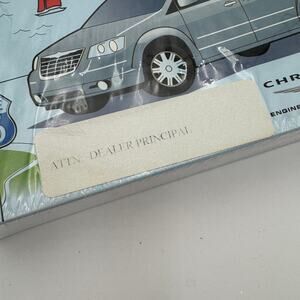 CHR
ENGINE
ATTN: DEALER PRINCIPAL